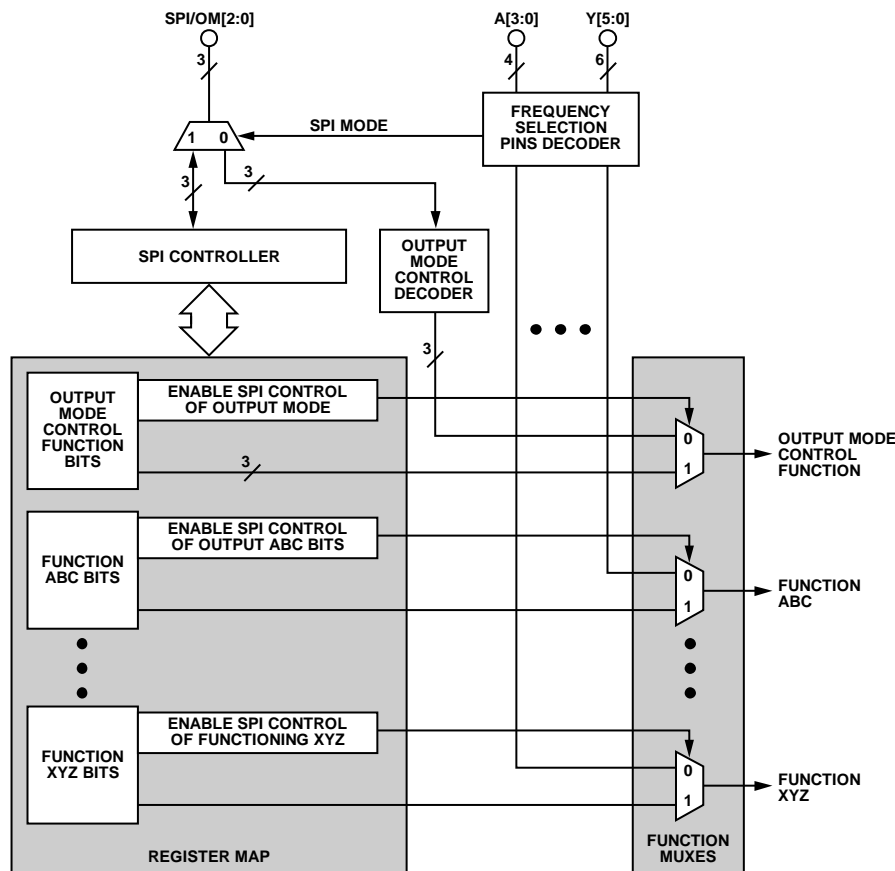 SPI/OM[2:0]
A[3:0]
Y[5:0]
3
4
6
FREQUENCY
SELECTION
PINS DECODER
SPI MODE
1 0
3
3
SPI CONTROLLER
OUTPUT
MODE
CONTROL
DECODER
3
OUTPUT
MODE
CONTROL
FUNCTION
BITS
ENABLE SPI CONTROL
OF OUTPUT MODE
3
0
1
OUTPUT MODE
CONTROL
FUNCTION
FUNCTION
ABC BITS
ENABLE SPI CONTROL
OF OUTPUT ABC BITS
0
1
FUNCTION
ABC
FUNCTION
XYZ BITS
ENABLE SPI CONTROL
OF FUNCTIONING XYZ
0
1
FUNCTION
XYZ
REGISTER MAP
FUNCTION
MUXES